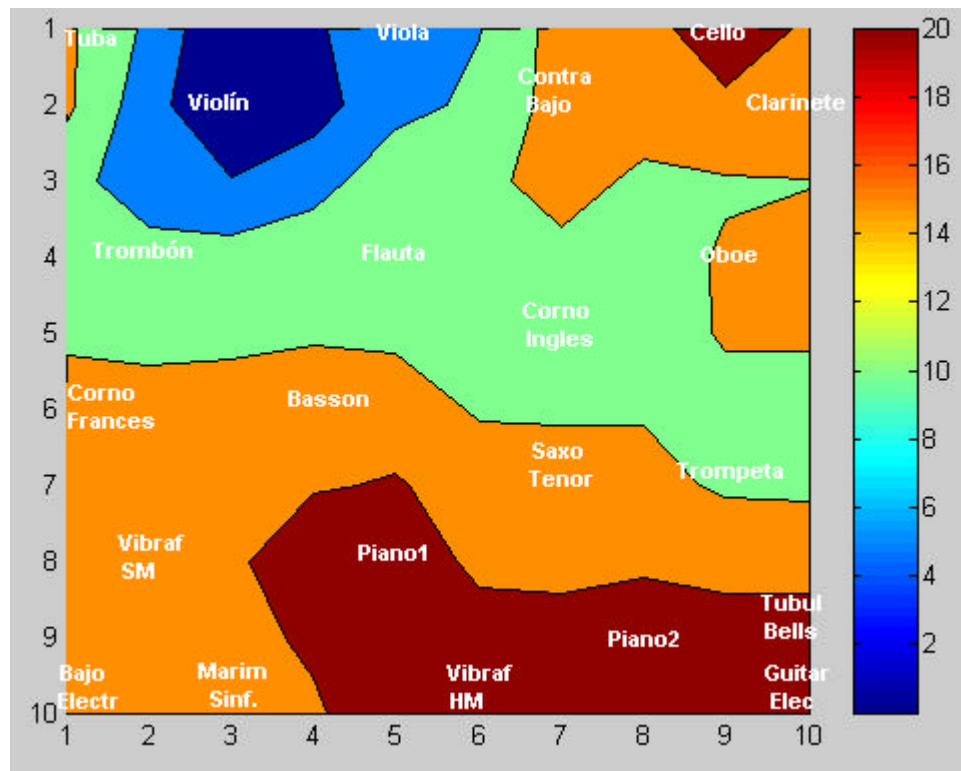 1
Tuba
Viola
Cello
20
Contra
Bajo
2
Violín
Clarinete
18
16
3
14
4
Trombón
Flauta
Oboe
12
Corno
Ingles
5
10
Corno
Frances
6
Basson
8
Saxo
Tenor
7
Trompeta
6
Vibraf
SM
8
Piano1
4
Tubul
Bells
9
Piano2
2
Bajo
Electr
Marim
Sinf.
Vibraf
HM
Guitar
Elec
10
1 2 3 4 5 6 7 8 9 10